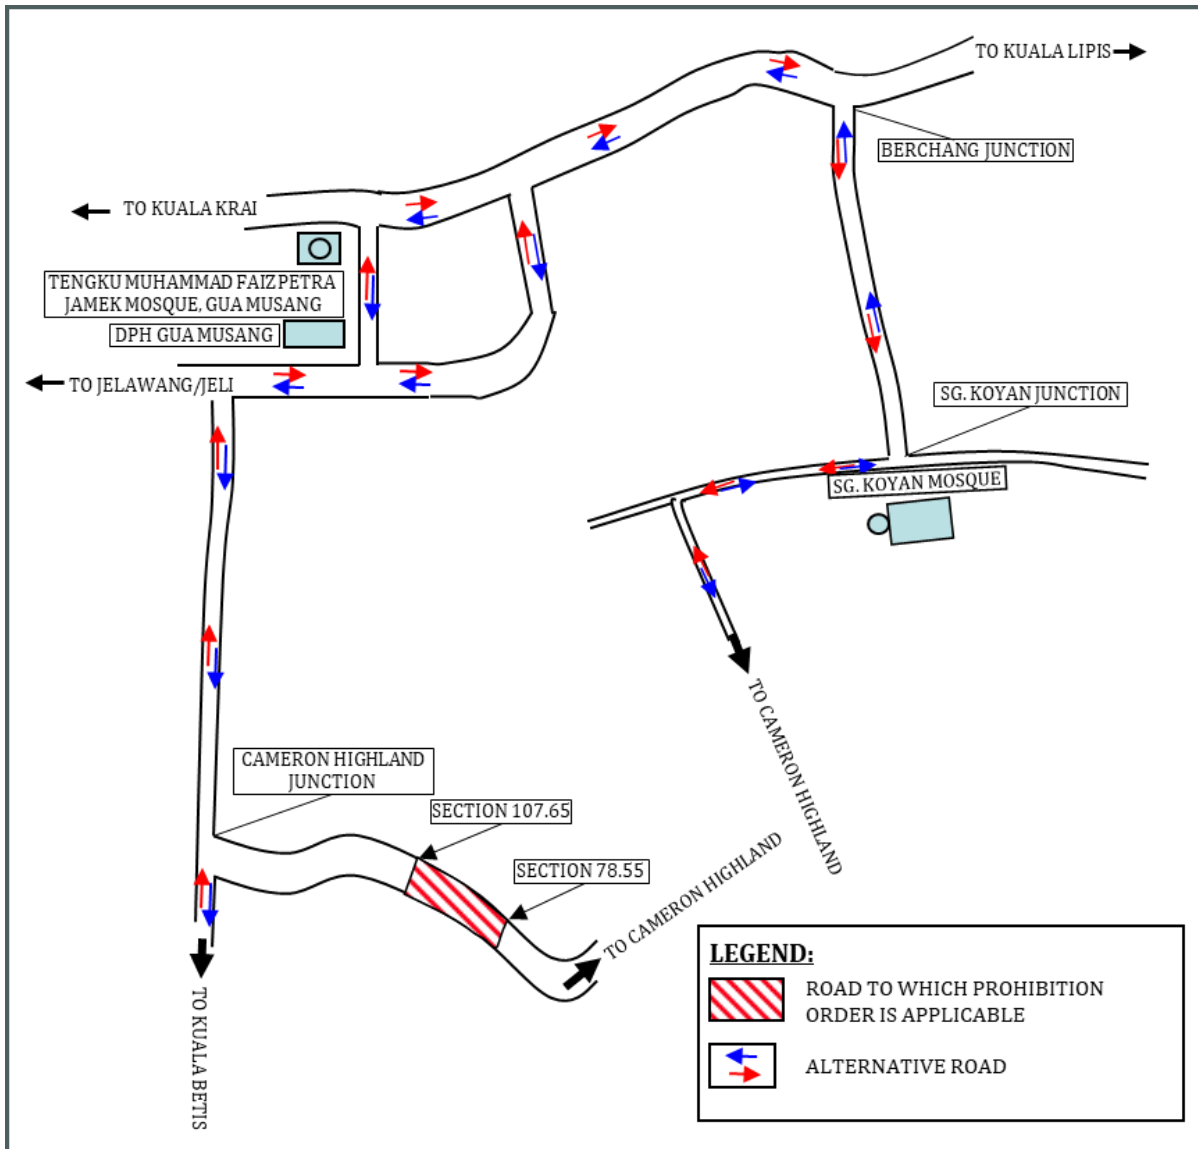 TO KUALA LIPIS
BERCHANG JUNCTION
TO KUALA KRAI
TENGKU MUHAMMAD FAIZ PETRA
JAMEK MOSQUE, GUA MUSANG
DPH GUA MUSANG
TO JELAWANG/JELI
SG. KOYAN JUNCTION
SG. KOYAN MOSQUE
TO CAMERON HIGHLAND
CAMERON HIGHLAND
JUNCTION
SECTION 107.65
SECTION 78.55
TO CAMERON HIGHLAND
TO KUALA BETIS
LEGEND:
ROAD TO WHICH PROHIBITION
ORDER IS APPLICABLE
ALTERNATIVE ROAD